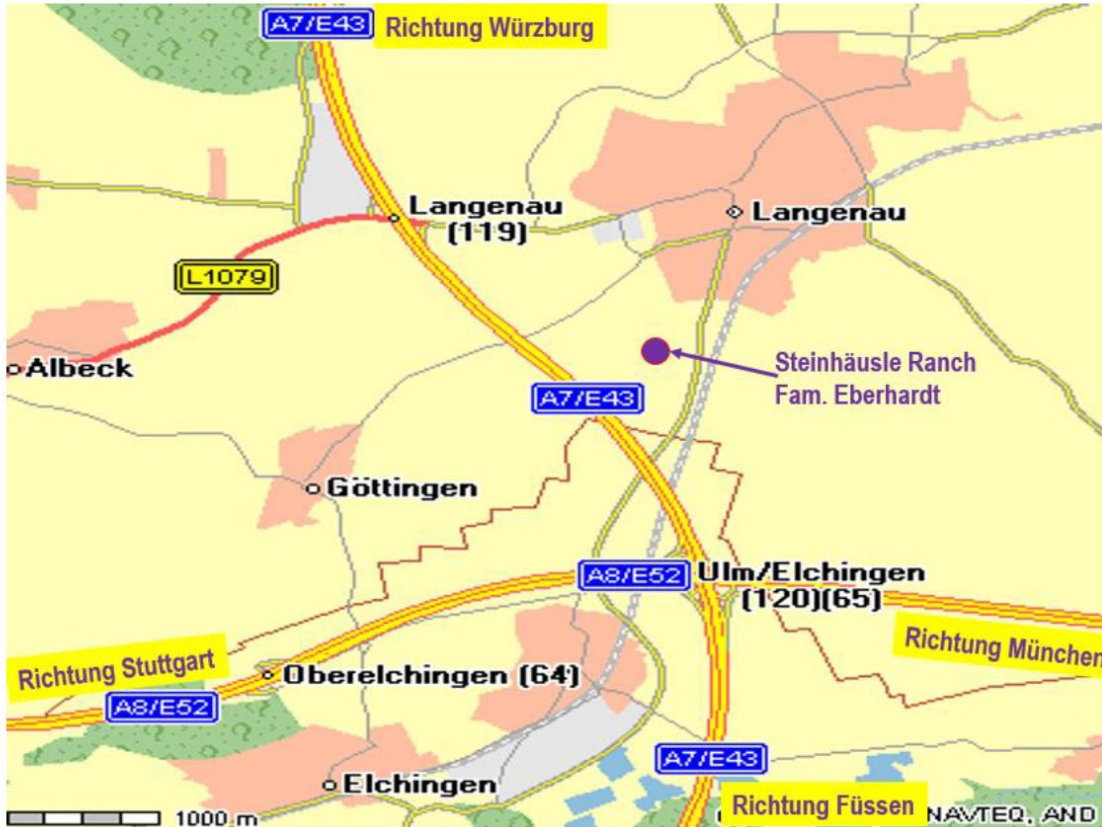 A7/E43
Richtung Würzburg
Langenau
(119)
Langenau
L1079
Albeck
Steinhäusle Ranch
Fam. Eberhardt
A7/E43
Göttingen
A8/E52
Ulm/Elchingen
(120)(65)
Richtung Stuttgart
Richtung München
Oberelchingen (64)
A8/E52
A7/E43
Elchingen
Richtung Füssen
1000 m
NAVTEQ, AND